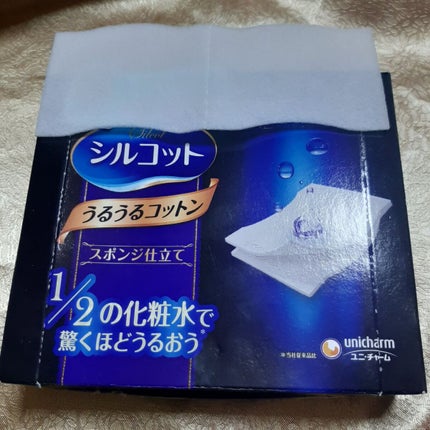 Silcot
シルコット
うるうるコットン
スポンジ仕立て
1/2の化粧水で
驚くほどうるおう*
*当社従来品比
unicharm
ユニ・チャーム